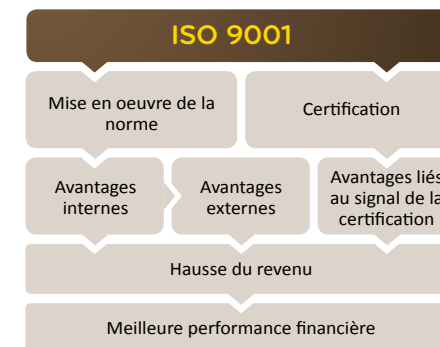 ISO 9001
Mise en oeuvre de la
norme
Certification
Avantages
internes
Avantages
externes
Avantages liés
au signal de la
certification
Hausse du revenu
Meilleure performance financière